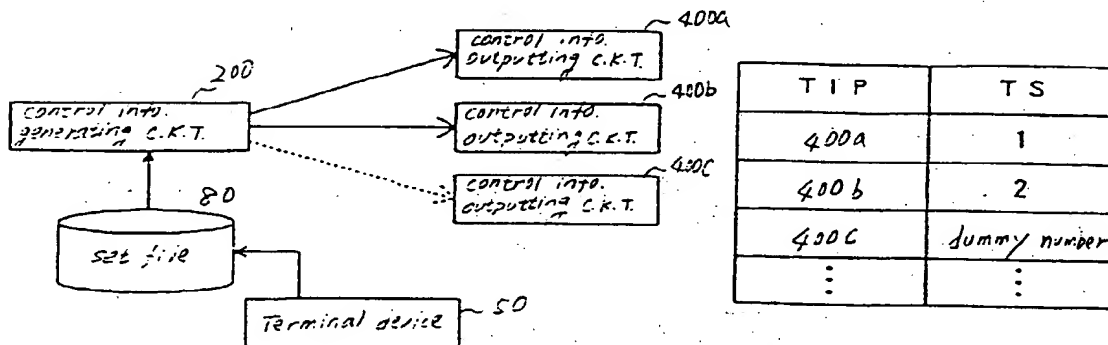 400a
control info.
outputting C.K.T.
200
control info.
generating C.K.T.
400b
control info.
outputting C.K.T.
400C
control info.
outputting C.K.T.
80
set file
50
Terminal device
TIP TS
400a 1
400b 2
400C dummy number
⋮ ⋮